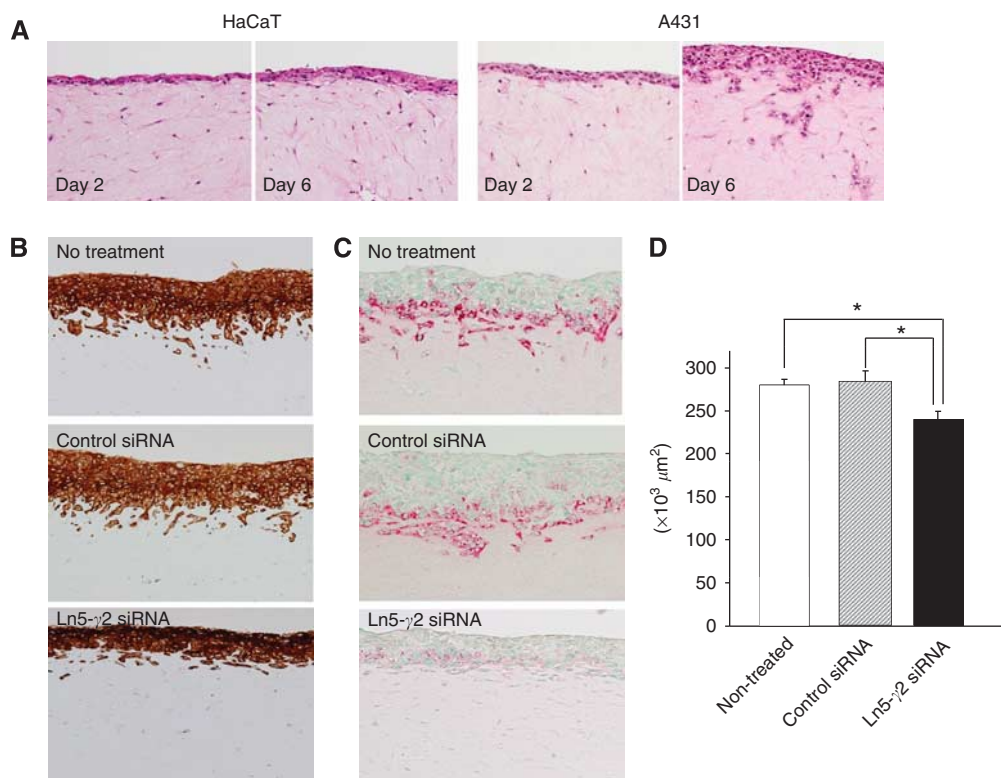 A
HaCaT
A431
Day 2
Day 6
Day 2
Day 6
B
No treatment
Control siRNA
Ln5-γ2 siRNA
C
No treatment
Control siRNA
Ln5-γ2 siRNA
D
*
*
300
250
200
150
100
50
0
(×10³ μm²)
Non-treated
Control siRNA
Ln5-γ2 siRNA